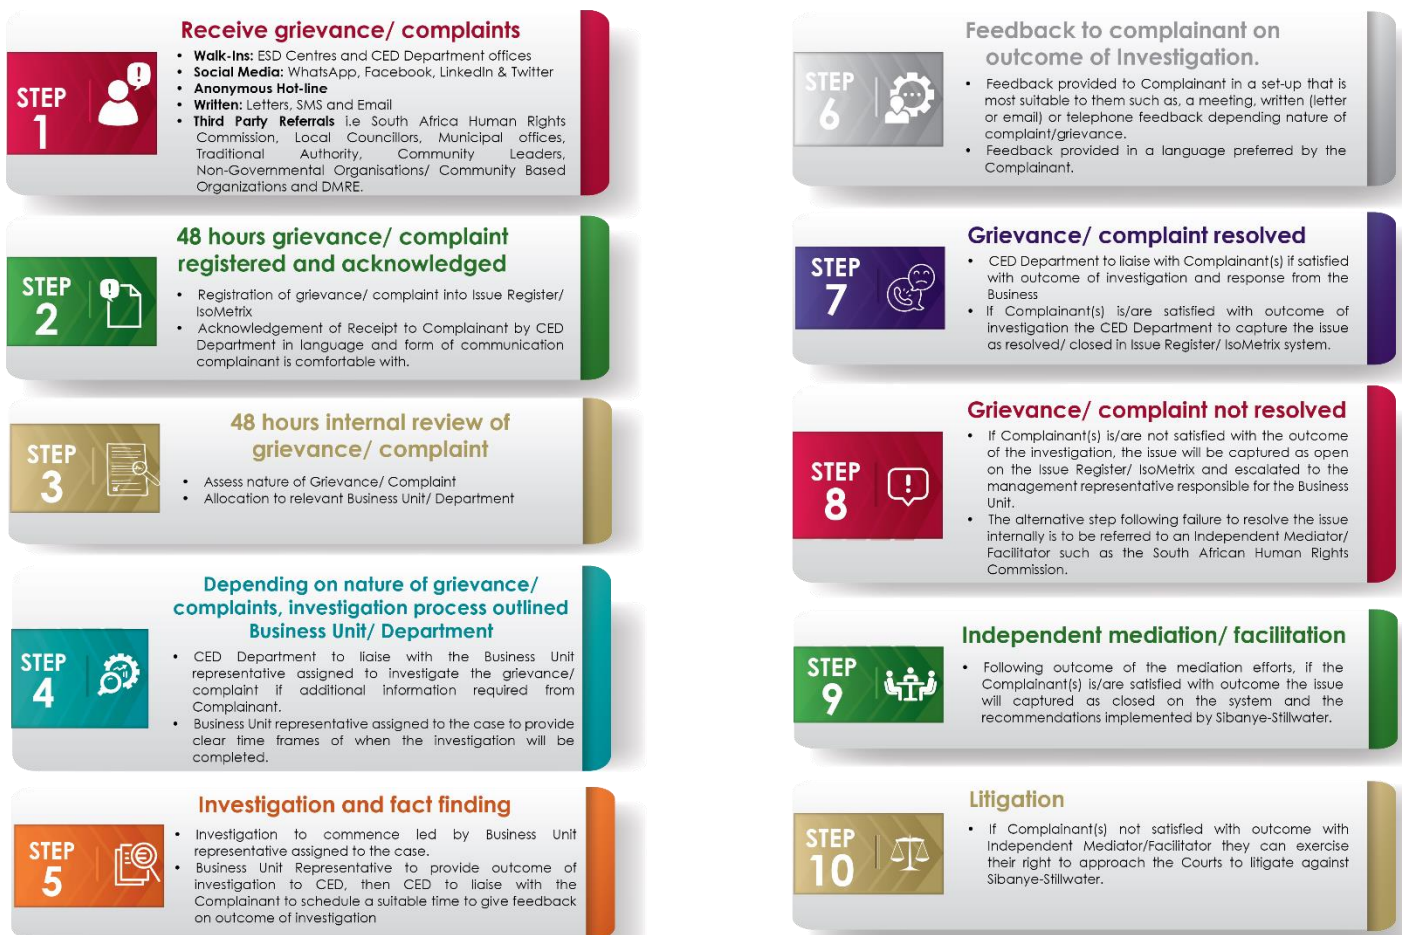 Receive grievance/ complaints
• Walk-Ins: ESD Centres and CED Department offices
• Social Media: WhatsApp, Facebook, LinkedIn & Twitter
• Anonymous Hot-line
• Written: Letters, SMS and Email
• Third Party Referrals i.e South Africa Human Rights
Commission, Local Councillors, Municipal offices,
Traditional Authority, Community Leaders,
Non-Governmental Organisations/ Community Based
Organizations and DMRE.
STEP
1
48 hours grievance/ complaint
registered and acknowledged
• Registration of grievance/ complaint into Issue Register/
IsoMetrix
• Acknowledgement of Receipt to Complainant by CED
Department in language and form of communication
complainant is comfortable with.
STEP
2
48 hours internal review of
grievance/ complaint
• Assess nature of Grievance/ Complaint
• Allocation to relevant Business Unit/ Department
STEP
3
Depending on nature of grievance/
complaints, investigation process outlined
Business Unit/ Department
• CED Department to liaise with the Business Unit
representative assigned to investigate the grievance/
complaint if additional information required from
Complainant.
• Business Unit representative assigned to the case to provide
clear time frames of when the investigation will be
completed.
STEP
4
Investigation and fact finding
• Investigation to commence led by Business Unit
representative assigned to the case.
• Business Unit Representative to provide outcome of
investigation to CED, then CED to liaise with the
Complainant to schedule a suitable time to give feedback
on outcome of investigation
STEP
5
Feedback to complainant on
outcome of Investigation.
• Feedback provided to Complainant in a set-up that is
most suitable to them such as, a meeting, written (letter
or email) or telephone feedback depending nature of
complaint/grievance.
• Feedback provided in a language preferred by the
Complainant.
STEP
6
Grievance/ complaint resolved
• CED Department to liaise with Complainant(s) if satisfied
with outcome of investigation and response from the
Business
• If Complainant(s) is/are satisfied with outcome of
investigation the CED Department to capture the issue
as resolved/ closed in Issue Register/ IsoMetrix system.
STEP
7
Grievance/ complaint not resolved
• If Complainant(s) is/are not satisfied with the outcome
of the investigation, the issue will be captured as open
on the Issue Register/ IsoMetrix and escalated to the
management representative responsible for the Business
Unit.
• The alternative step following failure to resolve the issue
internally is to be referred to an Independent Mediator/
Facilitator such as the South African Human Rights
Commission.
STEP
8
Independent mediation/ facilitation
• Following outcome of the mediation efforts, if the
Complainant(s) is/are satisfied with outcome the issue
will captured as closed on the system and the
recommendations implemented by Sibanye-Stillwater.
STEP
9
Litigation
• If Complainant(s) not satisfied with outcome with
Independent Mediator/Facilitator they can exercise
their right to approach the Courts to litigate against
Sibanye-Stillwater.
STEP
10